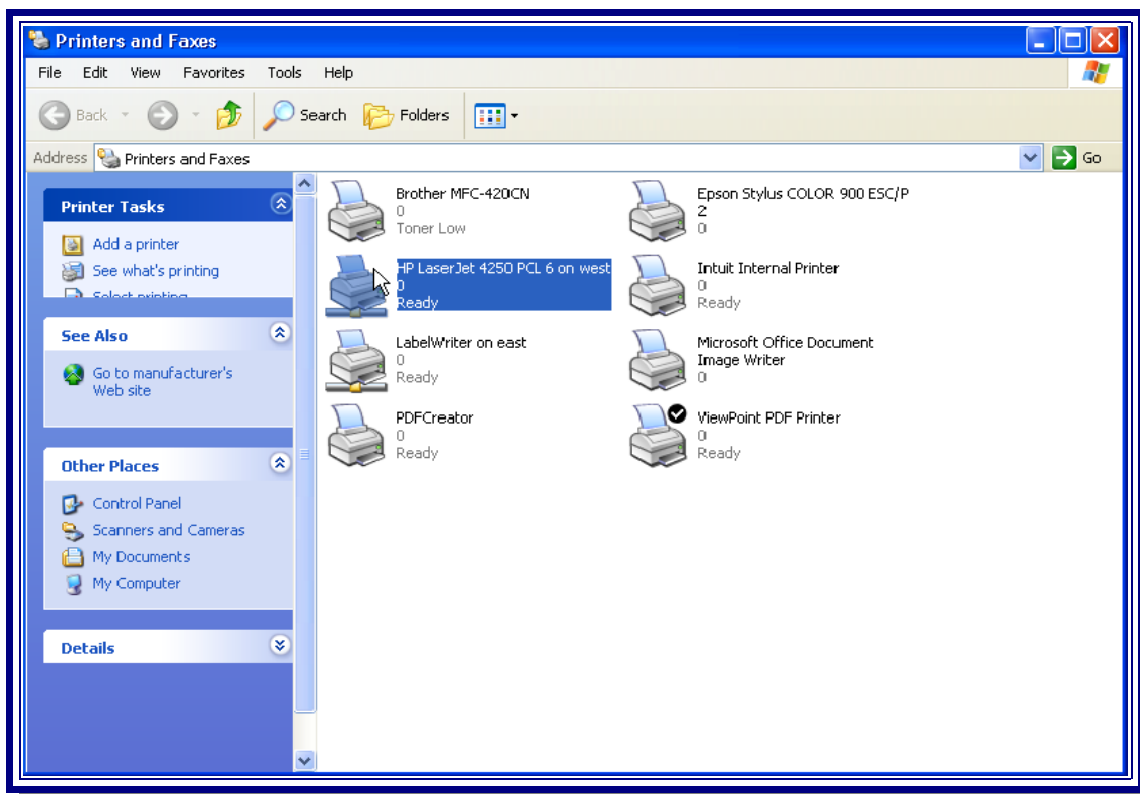 Printers and Faxes
File Edit View Favorites Tools Help
Back Search Folders
Address Printers and Faxes Go
Printer Tasks
Add a printer
See what's printing
Select printing
See Also
Go to manufacturer's
Web site
Other Places
Control Panel
Scanners and Cameras
My Documents
My Computer
Details
Brother MFC-420CN
0
Toner Low
Epson Stylus COLOR 900 ESC/P
2
0
HP LaserJet 4250 PCL 6 on west
0
Ready
Intuit Internal Printer
0
Ready
LabelWriter on east
0
Ready
Microsoft Office Document
Image Writer
0
PDFCreator
0
Ready
ViewPoint PDF Printer
0
Ready